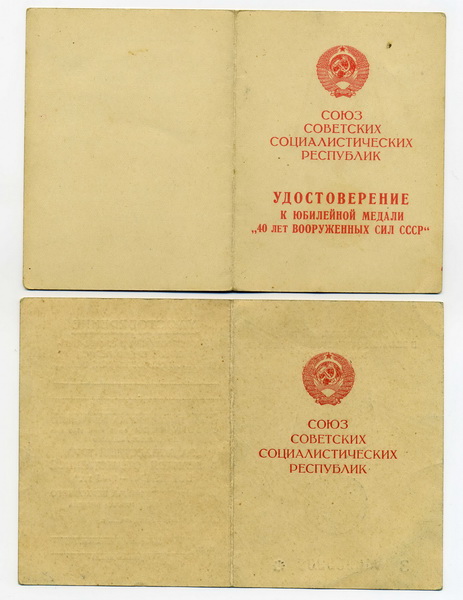 СОЮЗ
СОВЕТСКИХ
СОЦИАЛИСТИЧЕСКИХ
РЕСПУБЛИК
УДОСТОВЕРЕНИЕ
К ЮБИЛЕЙНОЙ МЕДАЛИ
„40 ЛЕТ ВООРУЖЕННЫХ СИЛ СССР“
СОЮЗ
СОВЕТСКИХ
СОЦИАЛИСТИЧЕСКИХ
РЕСПУБЛИК